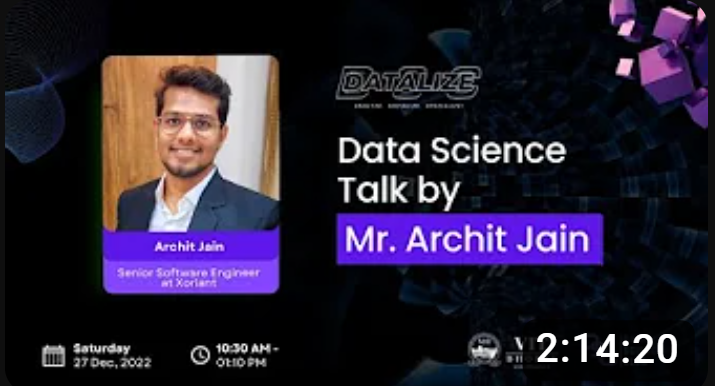 DATALIZE
Data Science
Talk by
Mr. Archit Jain
Archit Jain
Senior Software Engineer
at Xoriant
Saturday
27 Dec, 2022
10:30 AM -
01:10 PM
2:14:20